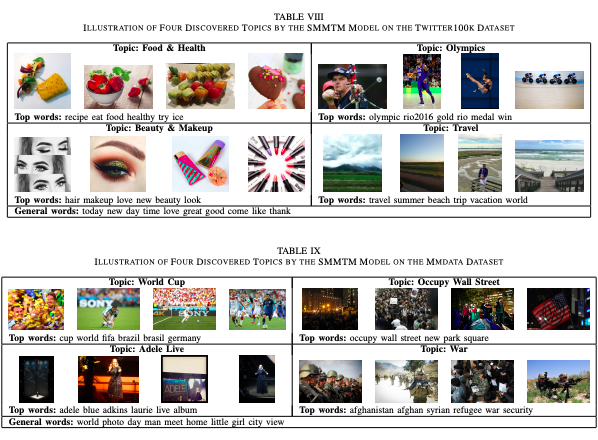 TABLE VIII
ILLUSTRATION OF FOUR DISCOVERED TOPICS BY THE SMMTM MODEL ON THE TWITTER100K DATASET
Topic: Food & Health
Topic: Olympics
Top words: recipe eat food healthy try ice
Top words: olympic rio2016 gold rio medal win
Topic: Beauty & Makeup
Topic: Travel
Top words: hair makeup love new beauty look
Top words: travel summer beach trip vacation world
General words: today new day time love great good come like thank
TABLE IX
ILLUSTRATION OF FOUR DISCOVERED TOPICS BY THE SMMTM MODEL ON THE MMDATA DATASET
Topic: World Cup
Topic: Occupy Wall Street
SONY
SONY
4K
Top words: cup world fifa brazil brasil germany
Top words: occupy wall street new park square
Topic: Adele Live
Topic: War
ADELE
Top words: adele blue adkins laurie live album
Top words: afghanistan afghan syrian refugee war security
General words: world photo day man meet home little girl city view